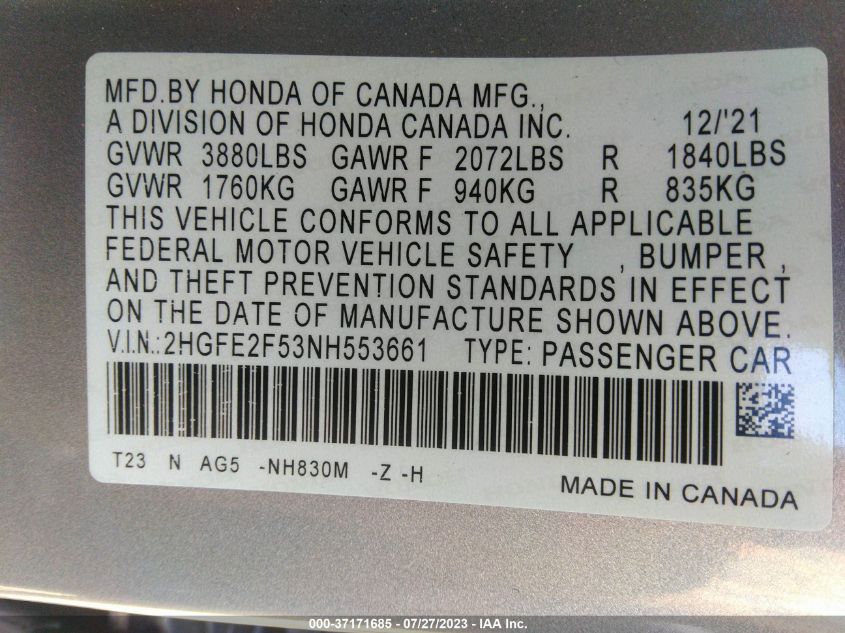 MFD.BY HONDA OF CANADA MFG.,
A DIVISION OF HONDA CANADA INC. 12/'21
GVWR 3880LBS GAWR F 2072LBS R 1840LBS
GVWR 1760KG GAWR F 940KG R 835KG
THIS VEHICLE CONFORMS TO ALL APPLICABLE
FEDERAL MOTOR VEHICLE SAFETY , BUMPER ,
AND THEFT PREVENTION STANDARDS IN EFFECT
ON THE DATE OF MANUFACTURE SHOWN ABOVE.
V.I.N.:2HGFE2F53NH553661 TYPE: PASSENGER CAR
T23 N AG5 -NH830M -Z -H
MADE IN CANADA
000-37171685 - 07/27/2023 - IAA Inc.